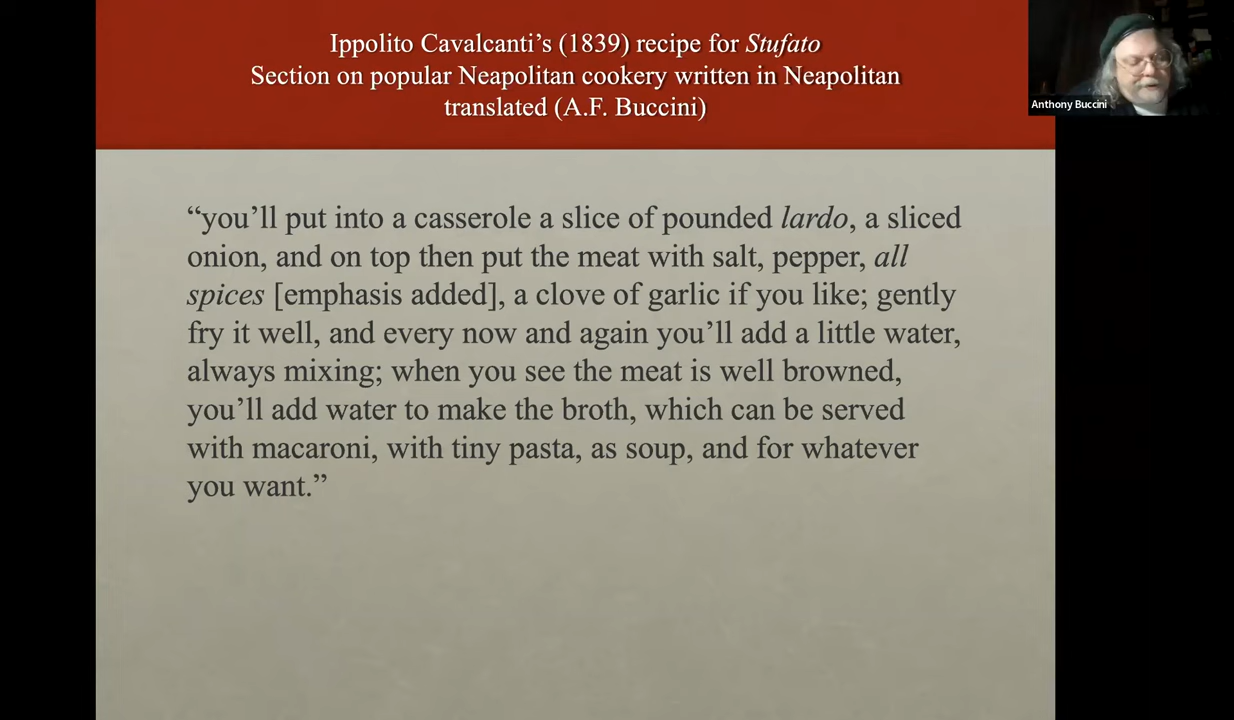 Ippolito Cavalcanti’s (1839) recipe for Stufato
Section on popular Neapolitan cookery written in Neapolitan
translated (A.F. Buccini)
Anthony Buccini
“you’ll put into a casserole a slice of pounded lardo, a sliced
onion, and on top then put the meat with salt, pepper, all
spices [emphasis added], a clove of garlic if you like; gently
fry it well, and every now and again you’ll add a little water,
always mixing; when you see the meat is well browned,
you’ll add water to make the broth, which can be served
with macaroni, with tiny pasta, as soup, and for whatever
you want.”